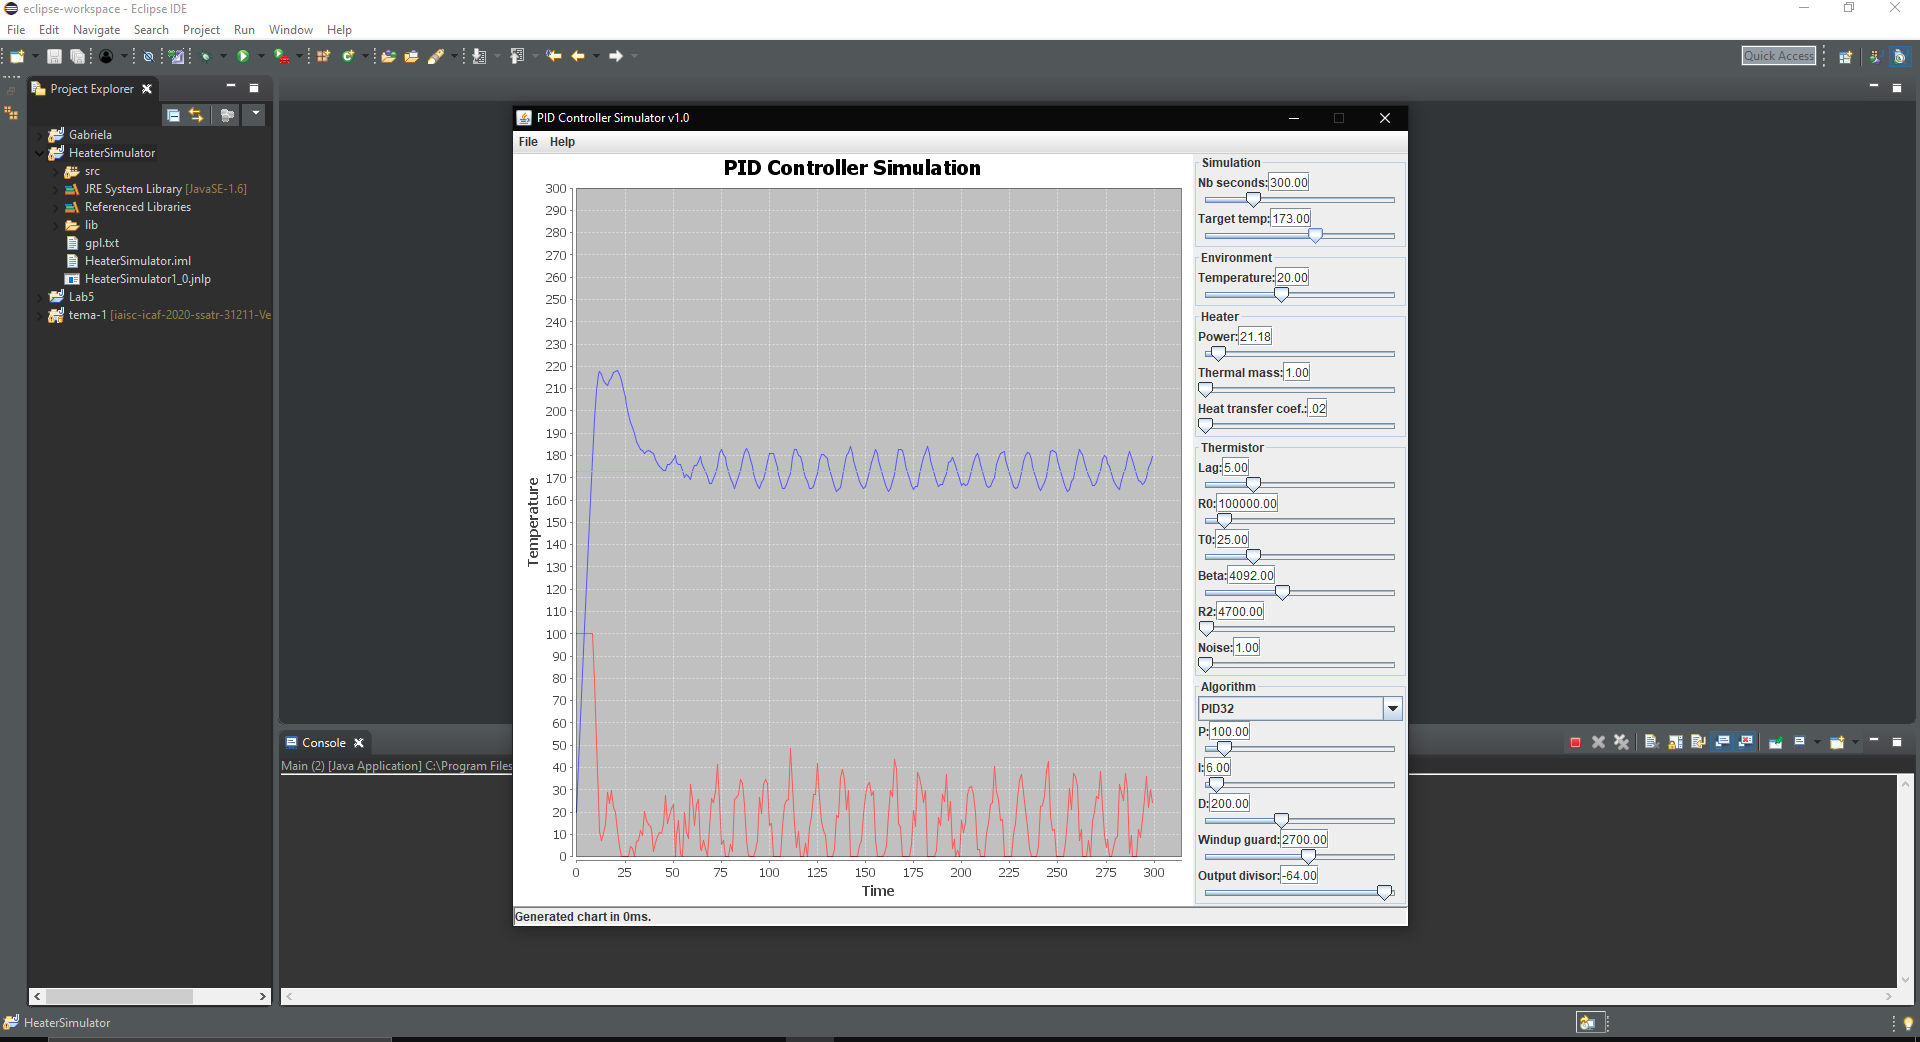 eclipse-workspace - Eclipse IDE
File Edit Navigate Search Project Run Window Help
Quick Access
Project Explorer
Gabriela
HeaterSimulator
src
JRE System Library [JavaSE-1.6]
Referenced Libraries
lib
gpl.txt
HeaterSimulator.iml
HeaterSimulator1_0.jnlp
Lab5
tema-1 [iaisc-icaf-2020-ssatr-31211-Ve
PID Controller Simulator v1.0
File Help
PID Controller Simulation
300
290
280
270
260
250
240
230
220
210
200
190
180
170
160
150
140
130
120
110
100
90
80
70
60
50
40
30
20
10
0
Temperature
0 25 50 75 100 125 150 175 200 225 250 275 300
Time
Simulation
Nb seconds: 300.00
Target temp: 173.00
Environment
Temperature: 20.00
Heater
Power: 21.18
Thermal mass: 1.00
Heat transfer coef.: .02
Thermistor
Lag: 5.00
R0: 100000.00
T0: 25.00
Beta: 4092.00
R2: 4700.00
Noise: 1.00
Algorithm
PID32
P: 100.00
I: 6.00
D: 200.00
Windup guard: 2700.00
Output divisor: -64.00
Generated chart in 0ms.
Console
Main (2) [Java Application] C:\Program Files
HeaterSimulator